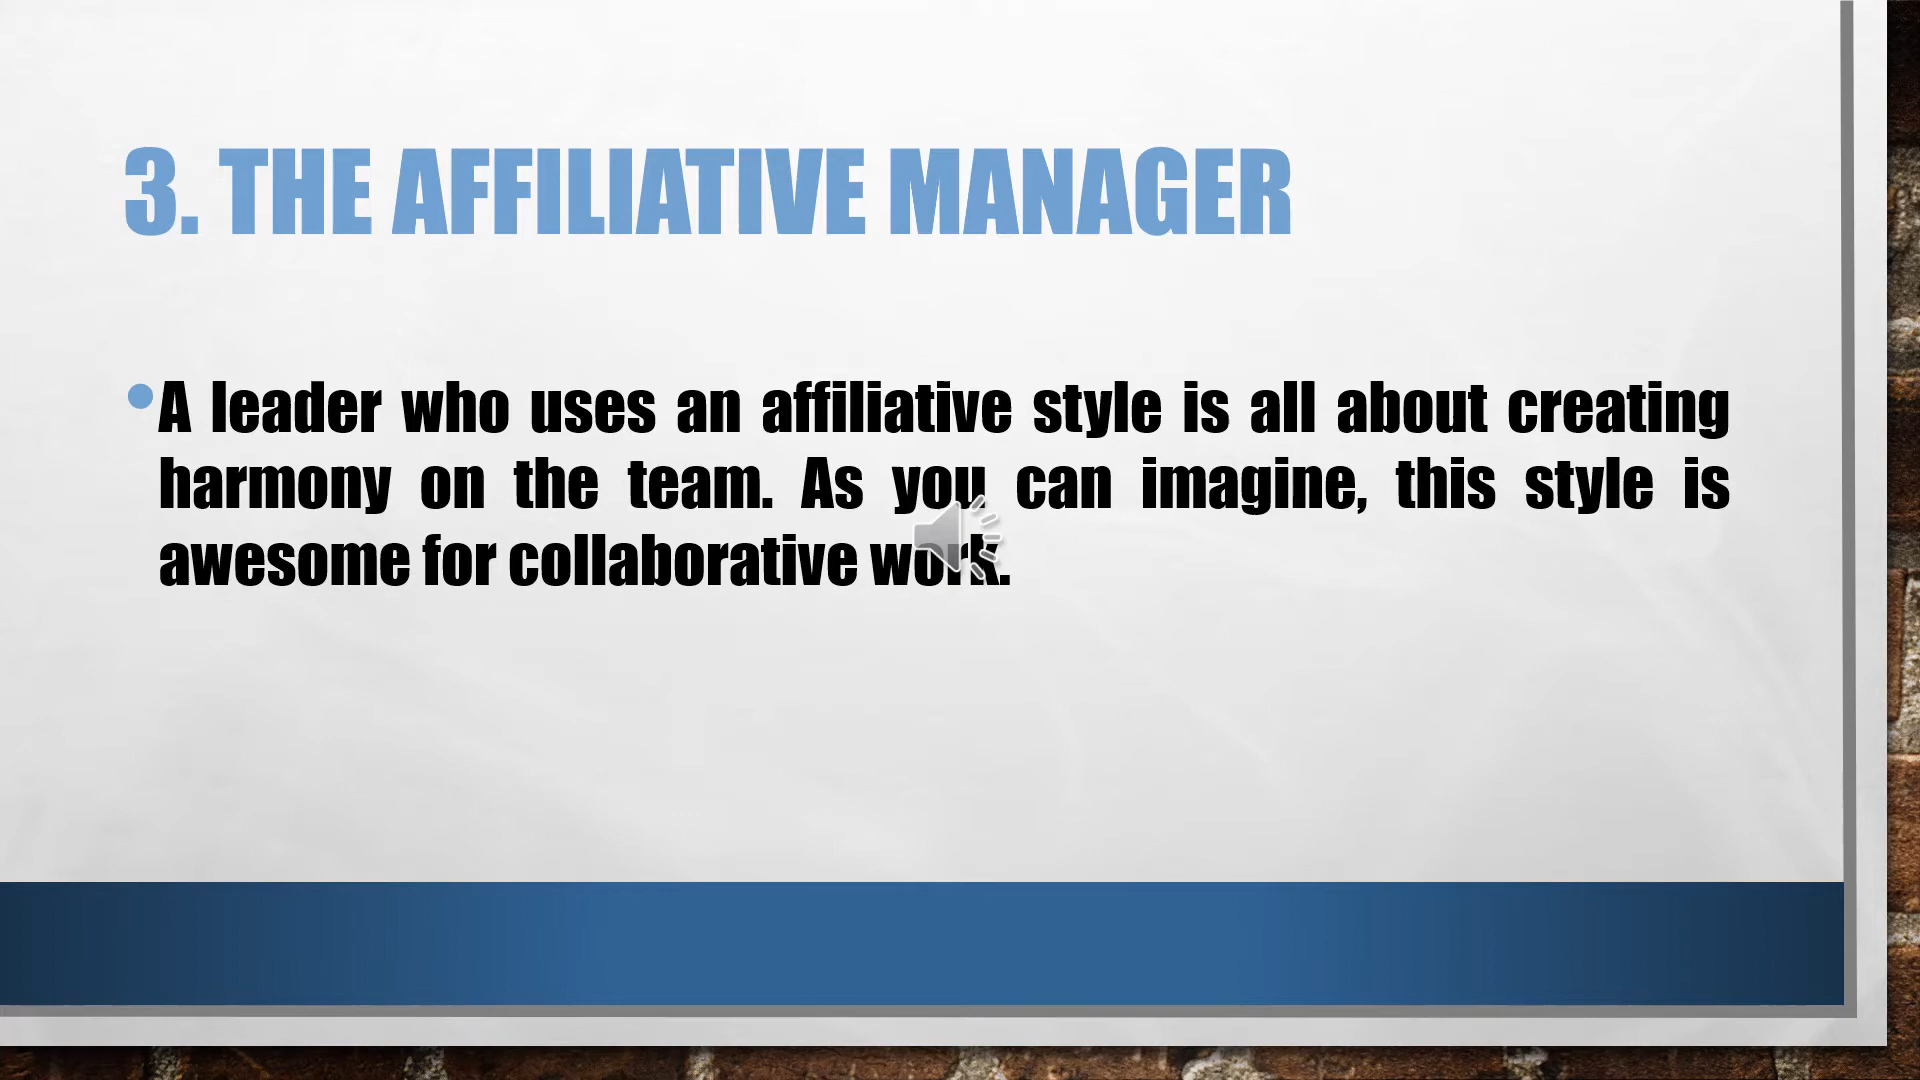 3. THE AFFILIATIVE MANAGER
•A leader who uses an affiliative style is all about creating
harmony on the team. As you can imagine, this style is
awesome for collaborative work.